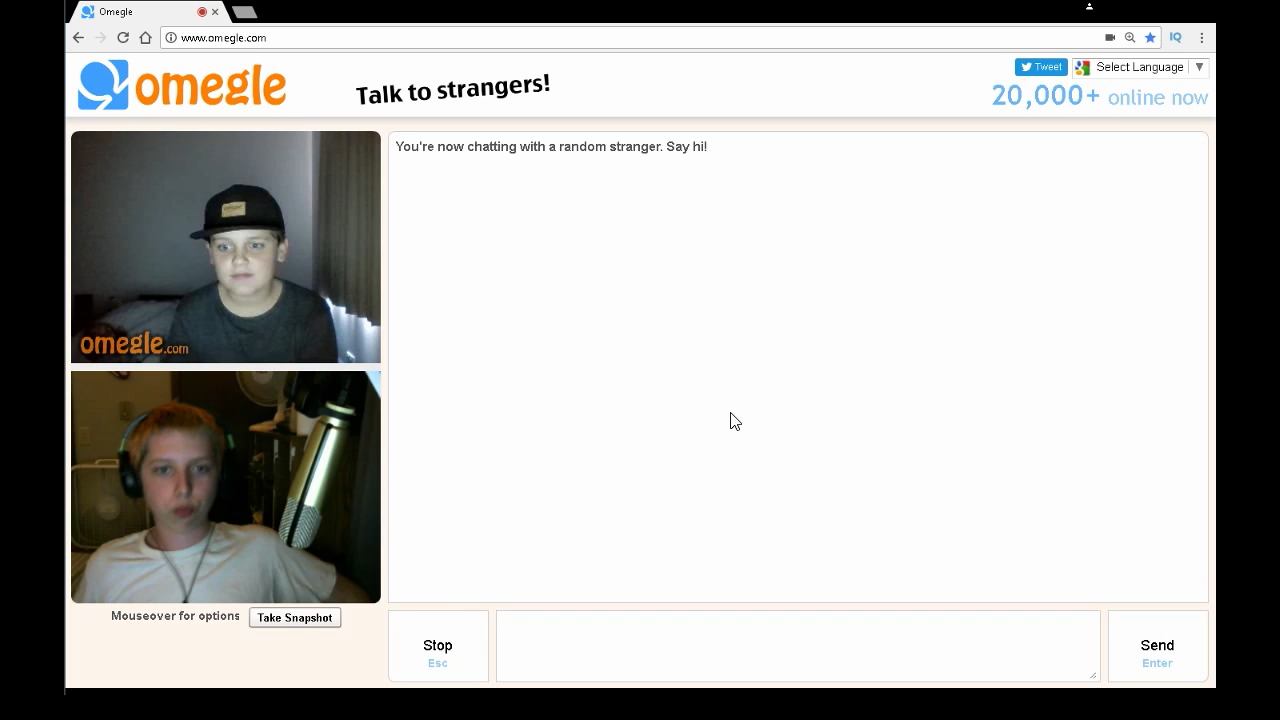 Omegle
www.omegle.com
omegle
Talk to strangers!
Tweet
Select Language
20,000+ online now
You're now chatting with a random stranger. Say hi!
omegle.com
Mouseover for options
Take Snapshot
Stop
Esc
Send
Enter
IQ